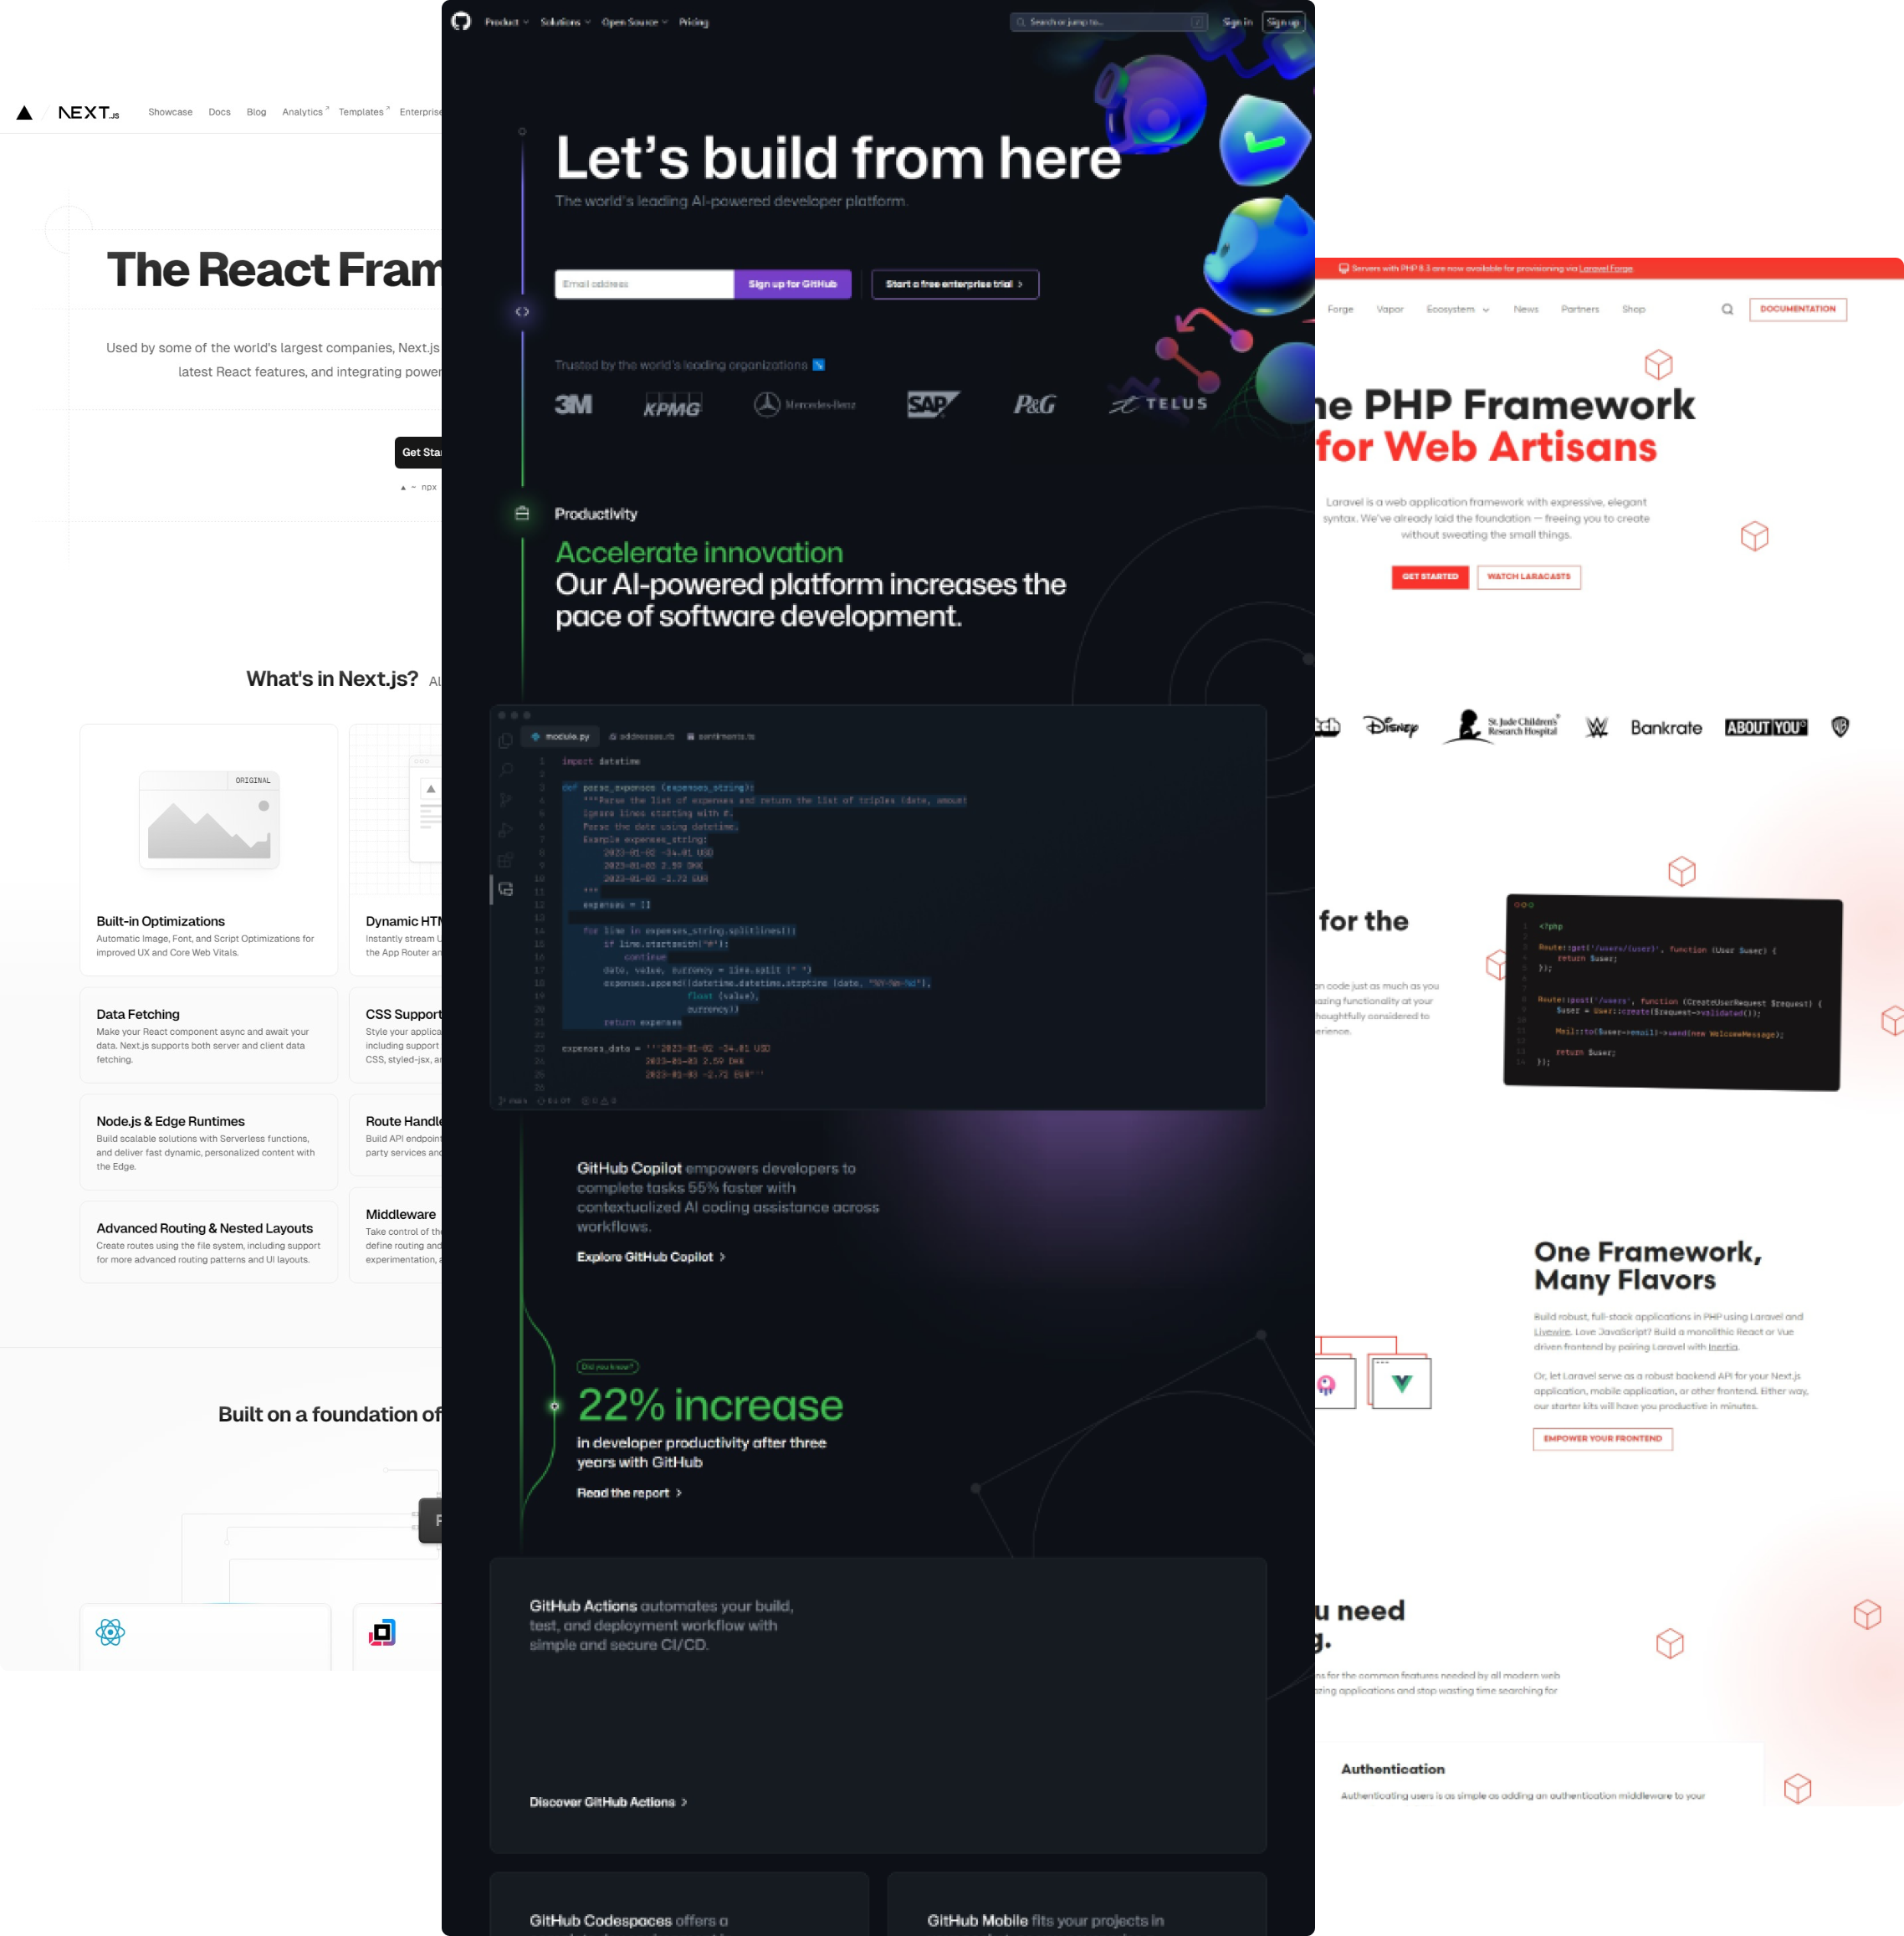 NEXT.JS
Showcase
Docs
Blog
Analytics
Templates
Enterprise
The React Fram
Used by some of the world's largest companies, Next.js
latest React features, and integrating power
Get Sta
▲ ~ npx
What's in Next.js?
ORIGINAL
Built-in Optimizations
Automatic Image, Font, and Script Optimizations for
improved UX and Core Web Vitals.
Dynamic HTM
Instantly stream U
the App Router an
Data Fetching
Make your React component async and await your
data. Next.js supports both server and client data
fetching.
CSS Support
Style your applica
including support
CSS, styled-jsx, a
Node.js & Edge Runtimes
Build scalable solutions with Serverless functions,
and deliver fast dynamic, personalized content with
the Edge.
Route Handle
Build API endpoint
party services and
Advanced Routing & Nested Layouts
Create routes using the file system, including support
for more advanced routing patterns and UI layouts.
Middleware
Take control of the
define routing and
experimentation, a
Built on a foundation of
Product
Solutions
Open Source
Pricing
Search or jump to...
/
Sign in
Sign up
Let's build from here
The world's leading AI-powered developer platform.
Email address
Sign up for GitHub
Start a free enterprise trial
Trusted by the world's leading organizations
3M
KPMG
Mercedes-Benz
SAP
P&G
TELUS
Productivity
Accelerate innovation
Our AI-powered platform increases the
pace of software development.
module.py
addresses.rb
sentiments.ts
1 import datetime
2
3 def parse_expenses (expenses_string):
4 """Parse the list of expenses and return the list of triples (date, amount
5 Ignore lines starting with #.
6 Parse the date using datetime.
7 Example expenses_string:
8 2023-01-02 -34.01 USD
9 2023-01-03 2.59 DKK
10 2023-01-03 -2.72 EUR
11 """
12 expenses = []
13
14 for line in expenses_string.splitlines():
15 if line.startswith("#"):
16 continue
17 date, value, currency = line.split (" ")
18 expenses.append((datetime.datetime.strptime (date, "%Y-%m-%d"),
19 float (value),
20 currency))
21 return expenses
22
23 expenses_data = '''2023-01-02 -34.01 USD
24 2023-01-03 2.59 DKK
25 2023-01-03 -2.72 EUR'''
26
main
GitHub Copilot empowers developers to
complete tasks 55% faster with
contextualized AI coding assistance across
workflows.
Explore GitHub Copilot
Did you know?
22% increase
in developer productivity after three
years with GitHub
Read the report
GitHub Actions automates your build,
test, and deployment workflow with
simple and secure CI/CD.
Discover GitHub Actions
GitHub Codespaces offers a
GitHub Mobile fits your projects in
Servers with PHP 8.3 are now available for provisioning via Laravel Forge.
Forge
Vapor
Ecosystem
News
Partners
Shop
DOCUMENTATION
ne PHP Framework
for Web Artisans
Laravel is a web application framework with expressive, elegant
syntax. We've already laid the foundation — freeing you to create
without sweating the small things.
GET STARTED
WATCH LARACASTS
tch
Disney
St. Jude Children's
Research Hospital
W
Bankrate
ABOUT YOU
WB
for the
an code just as much as you
azing functionality at your
houghtfully considered to
erience.
1 <?php
2
3 Route::get('/users/{user}', function (User $user) {
4 return $user;
5 });
6
7
8 Route::post('/users', function (CreateUserRequest $request) {
9 $user = User::create($request->validated());
10
11 Mail::to($user->email)->send(new WelcomeMessage);
12
13 return $user;
14 });
One Framework,
Many Flavors
Build robust, full-stack applications in PHP using Laravel and
Livewire. Love JavaScript? Build a monolithic React or Vue
driven frontend by pairing Laravel with Inertia.
Or, let Laravel serve as a robust backend API for your Next.js
application, mobile application, or other frontend. Either way,
our starter kits will have you productive in minutes.
EMPOWER YOUR FRONTEND
u need
g.
ns for the common features needed by all modern web
zing applications and stop wasting time searching for
Authentication
Authenticating users is as simple as adding an authentication middleware to your